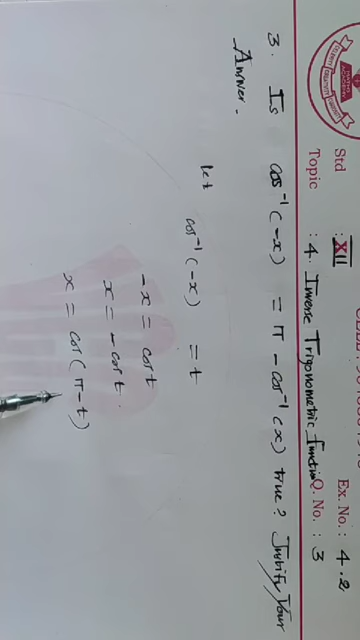 Std : XII Ex. No. : 4.2
Topic : 4. Inverse Trigonometric Q. No. : 3
3. Is cos⁻¹(-x) = π - cos⁻¹(x) true? Justify Your
Answer.
let cos⁻¹(-x) = t
-x = cos t
x = - cos t.
x = cos(π - t)